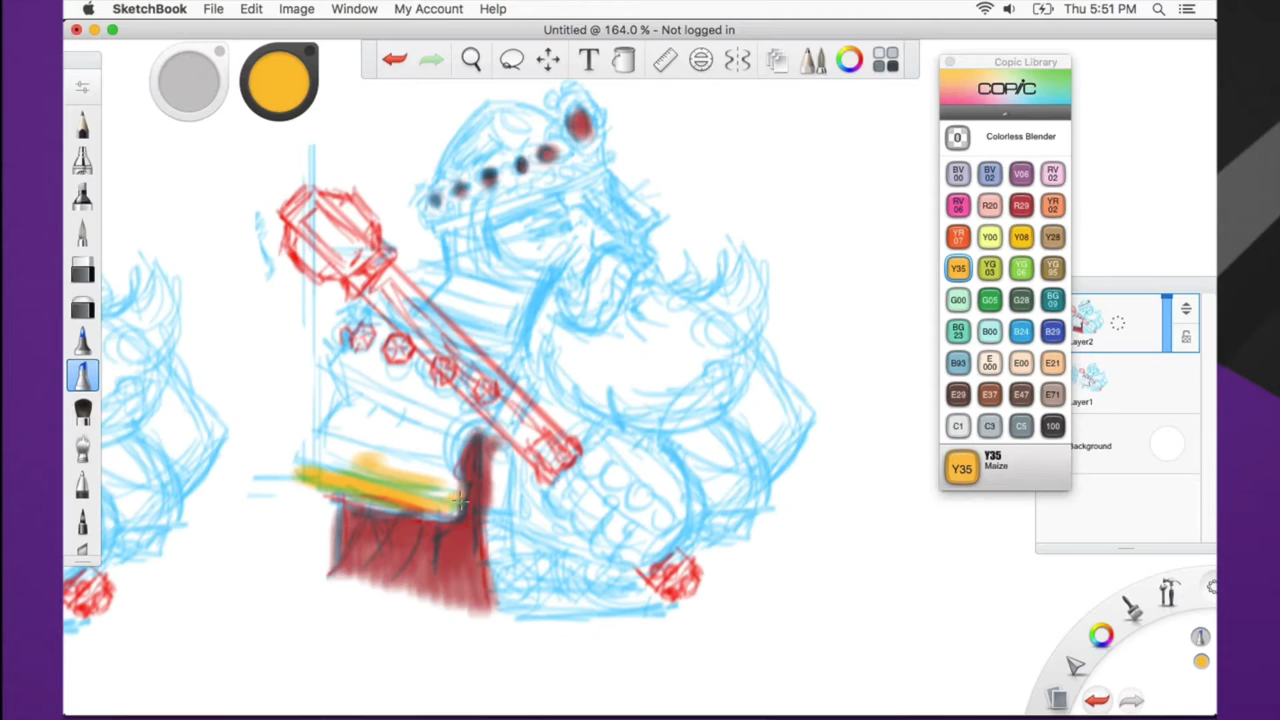 SketchBook File Edit Image Window My Account Help Thu 5:51 PM
Untitled @ 164.0 % - Not logged in
T
Copic Library
COPIC
0 Colorless Blender
BV 00 BV 02 V06 RV 02
RV 06 R20 R29 YR 02
YR 07 Y00 Y08 Y28
Y35 YG 03 YG 06 YG 95
G00 G05 G28 BG 09
BG 23 B00 B24 B29
B93 E 000 E00 E21
E29 E37 E47 E71
C1 C3 C5 100
Y35 Y35
Maize
ayer2
ayer1
ackground